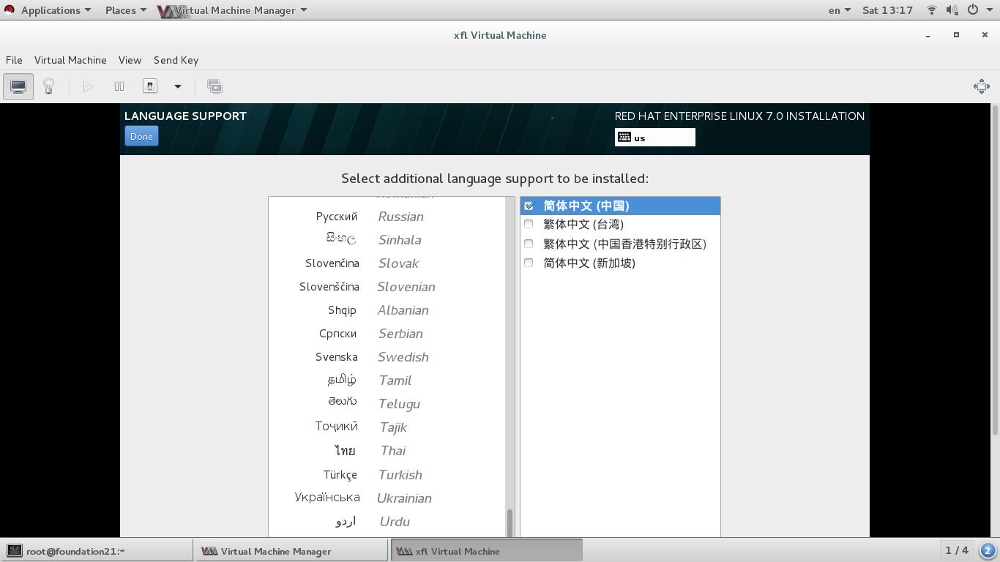 Applications Places Virtual Machine Manager en Sat 13:17
xfl Virtual Machine
File Virtual Machine View Send Key
LANGUAGE SUPPORT
RED HAT ENTERPRISE LINUX 7.0 INSTALLATION
Done
us
Select additional language support to be installed:
Русский Russian
සිංහල Sinhala
Slovenčina Slovak
Slovenščina Slovenian
Shqip Albanian
Српски Serbian
Svenska Swedish
தமிழ் Tamil
తెలుగు Telugu
Тоҷикӣ Tajik
ไทย Thai
Türkçe Turkish
Українська Ukrainian
اردو Urdu
简体中文 (中国)
繁体中文 (台湾)
繁体中文 (中国香港特别行政区)
简体中文 (新加坡)
root@foundation21:~ Virtual Machine Manager xfl Virtual Machine 1 / 4 2